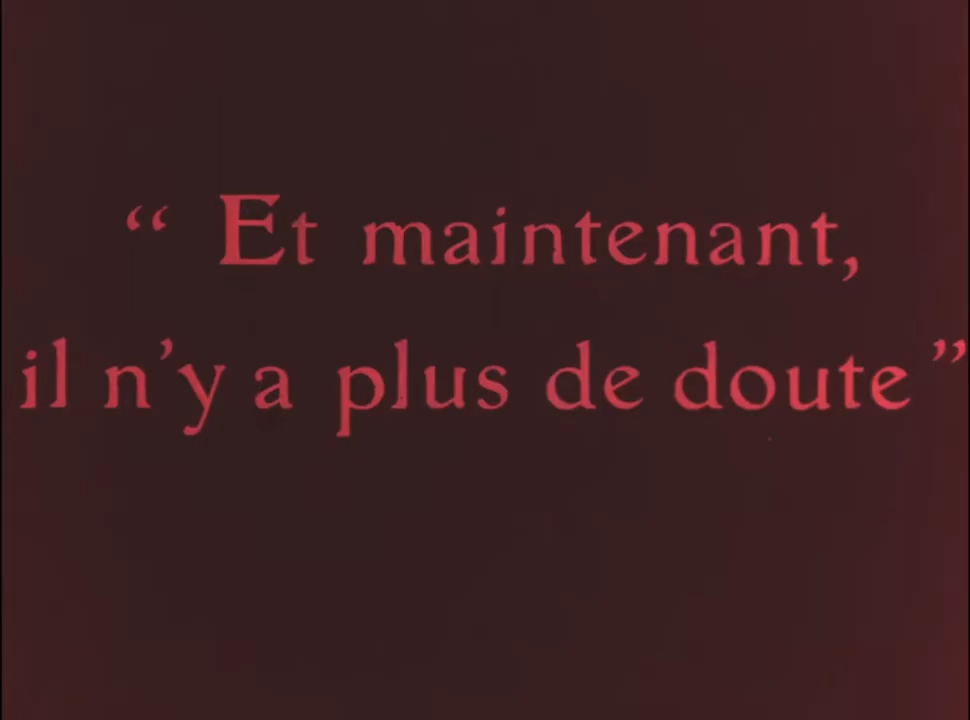 “ Et maintenant,
il n’y a plus de doute ”